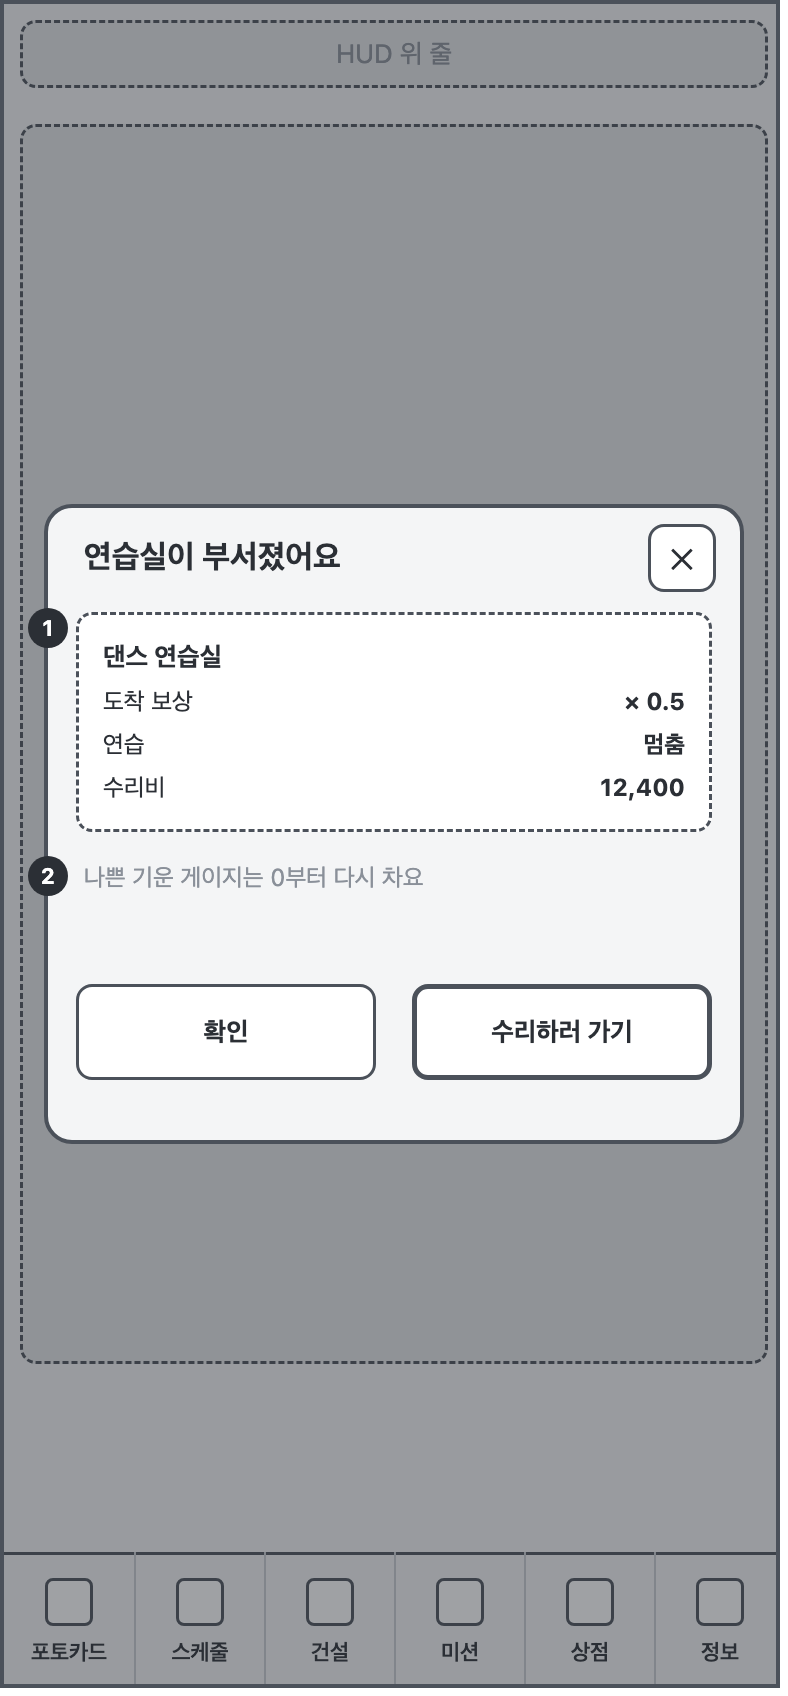 HUD 위 줄
연습실이 부서졌어요
×
1
댄스 연습실
도착 보상 × 0.5
연습 멈춤
수리비 12,400
2 나쁜 기운 게이지는 0부터 다시 차요
확인 수리하러 가기
포토카드 스케줄 건설 미션 상점 정보